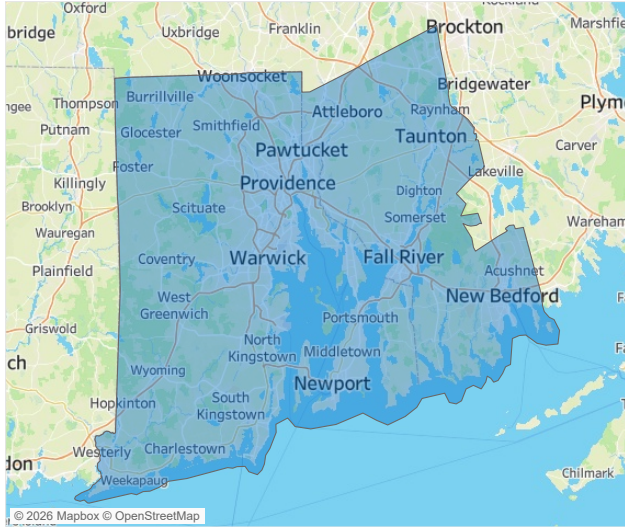 Oxford
Uxbridge
Franklin
Brockton
Marshfie
bridge
Woonsocket
Bridgewater
Thompson
Burrillville
Raynham
Plym
Putnam
Glocester
Smithfield
Attleboro
Taunton
Pawtucket
Carver
Foster
Lakeville
Killingly
Providence
Dighton
Brooklyn
Scituate
Somerset
Wareham
Wauregan
Plainfield
Coventry
Warwick
Fall River
Acushnet
West
Greenwich
New Bedford
Griswold
Portsmouth
North
Kingstown
Middletown
ch
Wyoming
Newport
Hopkinton
South
Kingstown
Westerly
Charlestown
don
Weekapaug
Chilmark
© 2026 Mapbox © OpenStreetMap